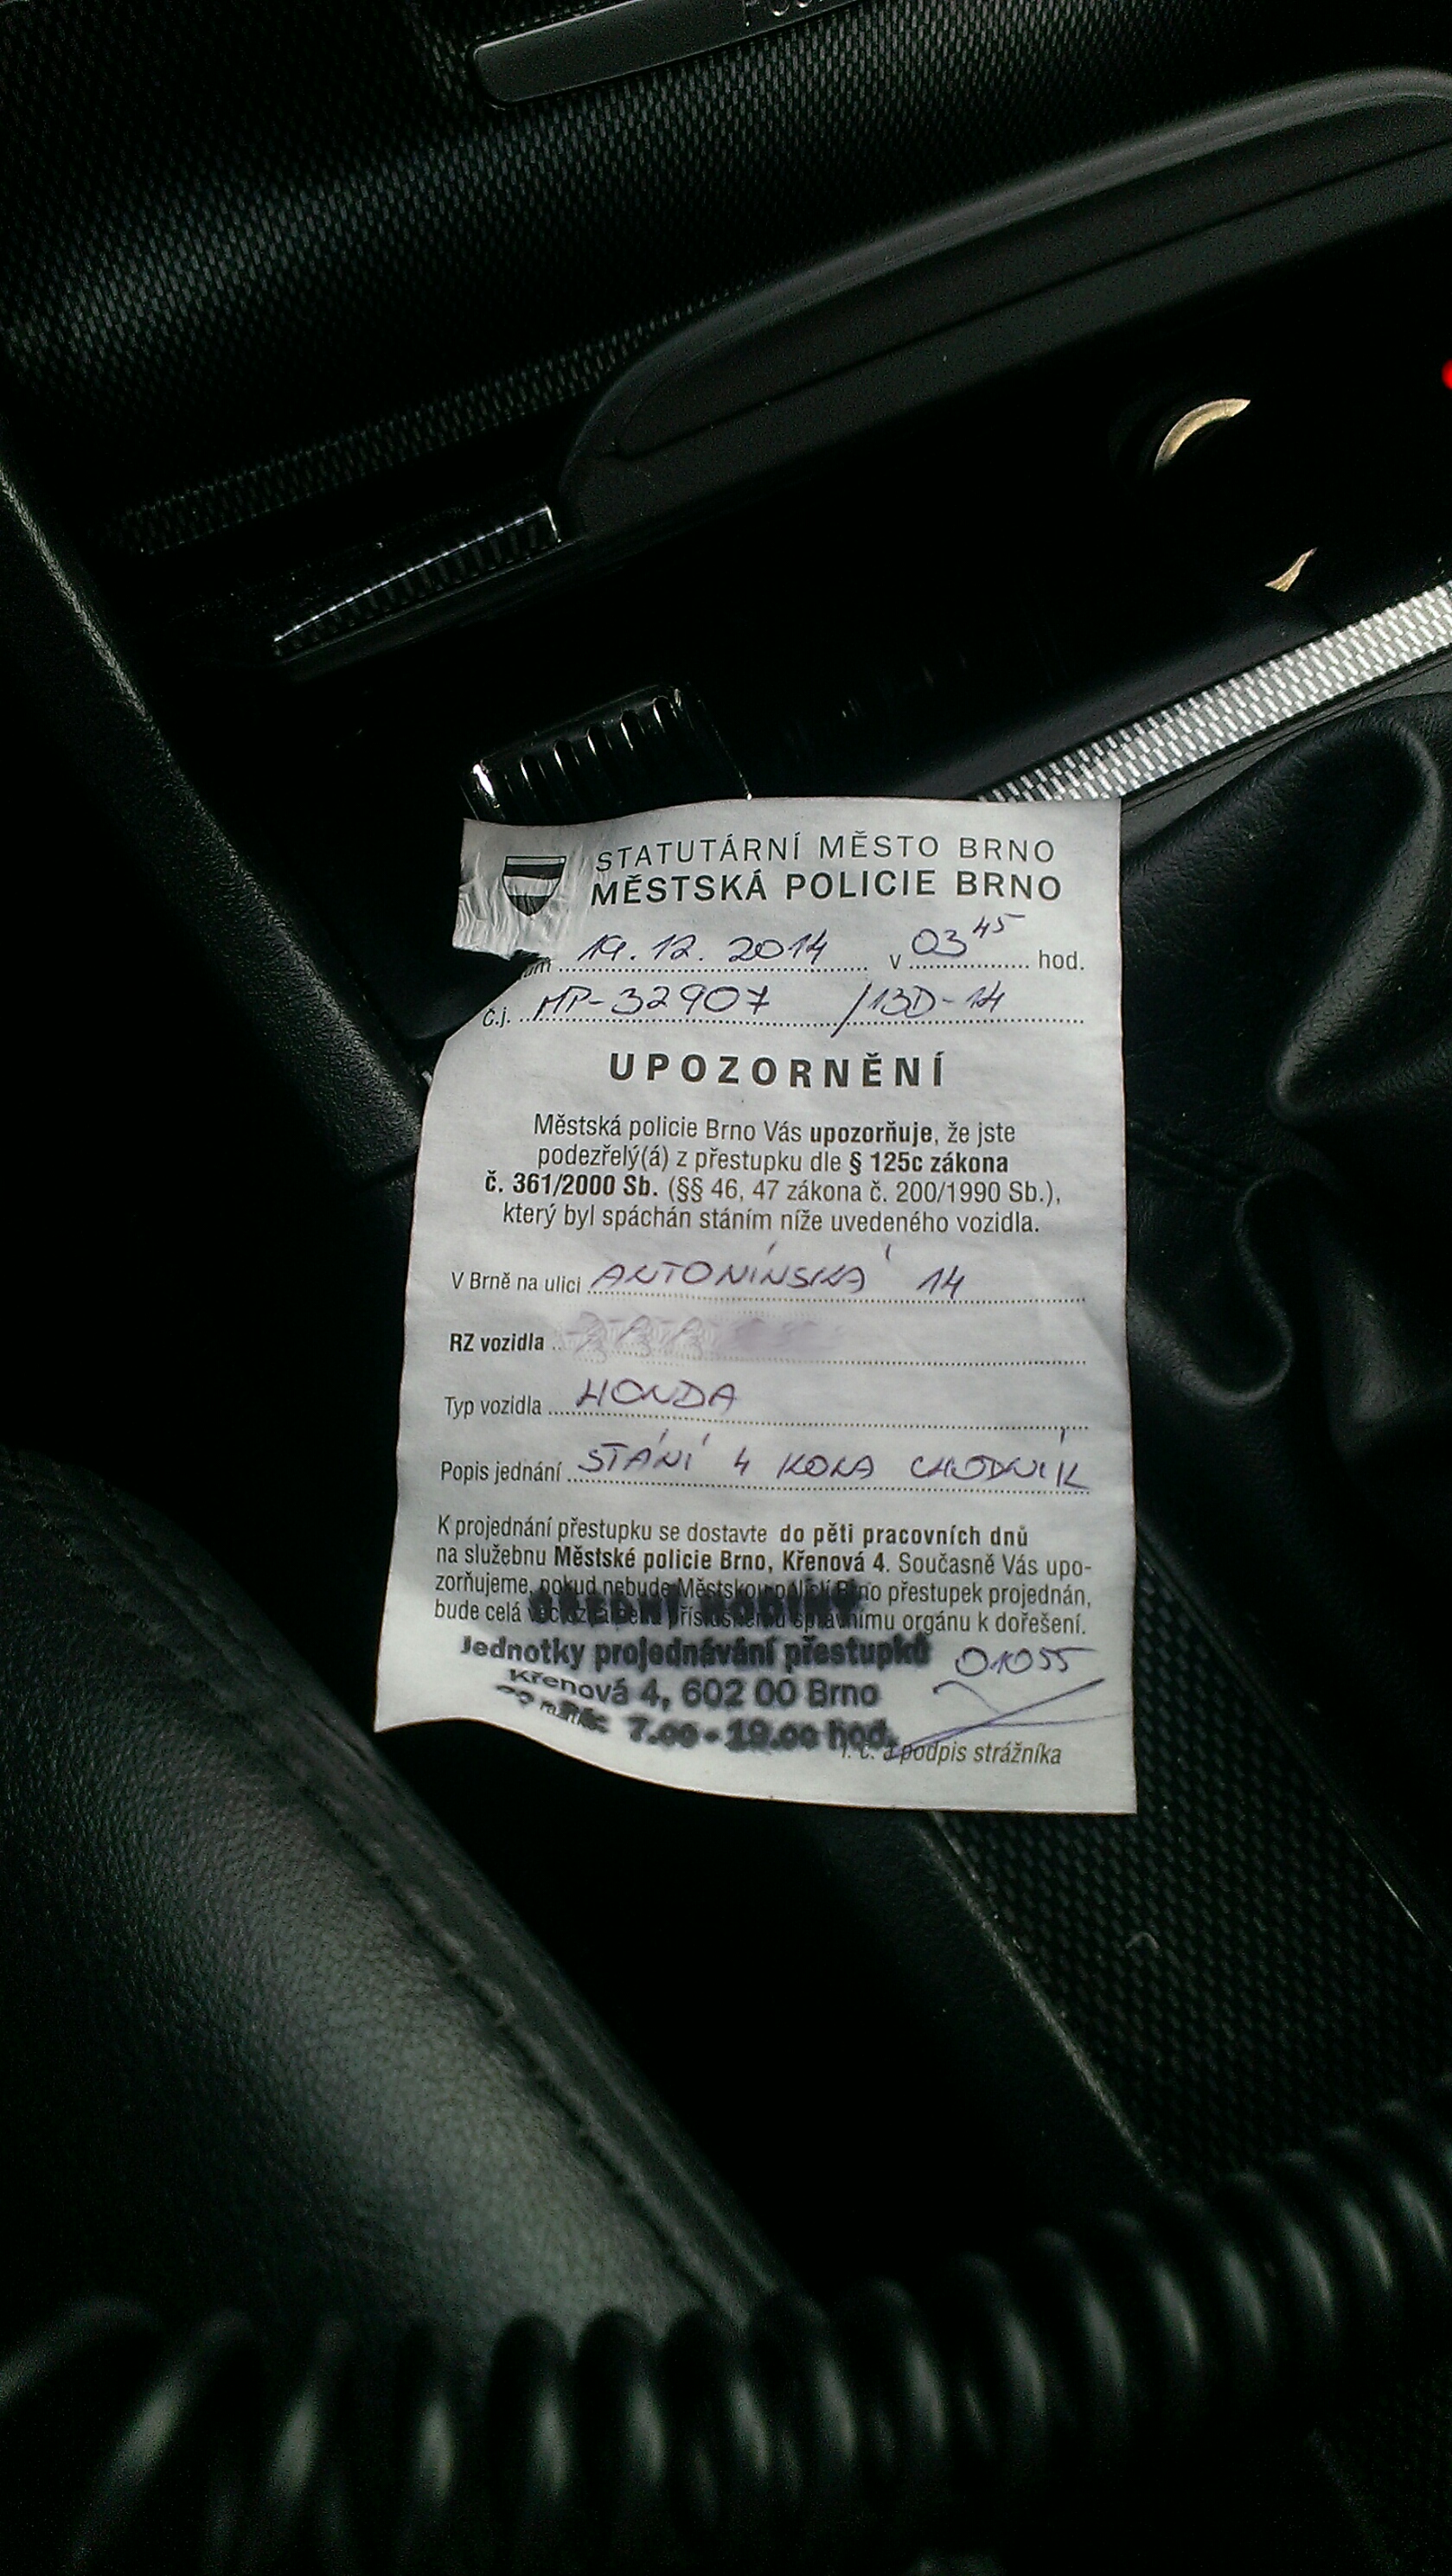 STATUTÁRNÍ MĚSTO BRNO
MĚSTSKÁ POLICIE BRNO
19.12. 2014 v 03 45 hod.
č.j. MP-32907 /13D-14
UPOZORNĚNÍ
Městská policie Brno Vás upozorňuje, že jste
podezřelý(á) z přestupku dle § 125c zákona
č. 361/2000 Sb. (§§ 46, 47 zákona č. 200/1990 Sb.),
který byl spáchán stáním níže uvedeného vozidla.
V Brně na ulici ANTONÍNSKÁ 14
RZ vozidla
Typ vozidla HONDA
Popis jednání STÁNÍ 4 KOLA CHODNÍK
K projednání přestupku se dostavte do pěti pracovních dnů
na služebnu Městské policie Brno, Křenová 4. Současně Vás upo-
zorňujeme, pokud nebude Městskou policií Brno přestupek projednán,
bude celá příslušnému správnímu orgánu k dořešení.
Jednotky projednávání přestupků 01055
Křenová 4, 602 00 Brno
7.00 - 19.00 hod.
podpis strážníka